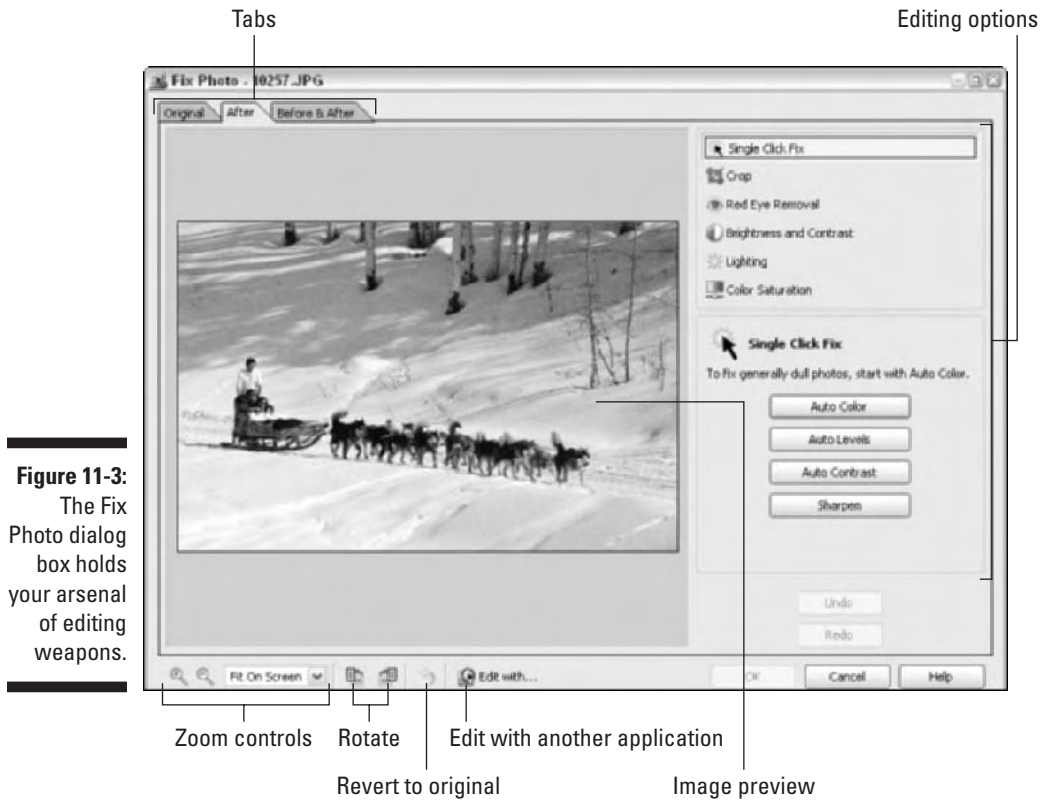 Tabs
Editing options
Fix Photo - 10257.JPG
Original
After
Before & After
Single Click Fix
Crop
Red Eye Removal
Brightness and Contrast
Lighting
Color Saturation
Single Click Fix
To fix generally dull photos, start with Auto Color.
Auto Color
Auto Levels
Auto Contrast
Sharpen
Undo
Redo
Figure 11-3:
The Fix
Photo dialog
box holds
your arsenal
of editing
weapons.
Fit On Screen
Edit with...
OK
Cancel
Help
Zoom controls
Rotate
Edit with another application
Revert to original
Image preview